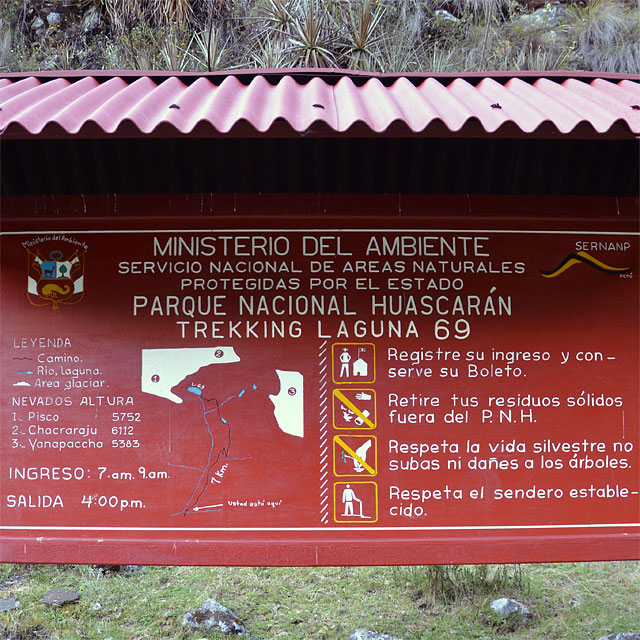 Ministerio del Ambiente
SERNANP
PERÚ
MINISTERIO DEL AMBIENTE
SERVICIO NACIONAL DE AREAS NATURALES
PROTEGIDAS POR EL ESTADO
PARQUE NACIONAL HUASCARÁN
TREKKING LAGUNA 69
LEYENDA
Camino.
Rio, laguna.
Area glaciar.
NEVADOS ALTURA
1. Pisco 5752
2. Chacraraju 6112
3. Yanapaccha 5383
INGRESO: 7.am. 9.am.
SALIDA 4:00 p.m.
1
2
3
L. 69
7 Km.
usted está aquí
Registre su ingreso y con-
serve su Boleto.
Retire tus residuos sólidos
fuera del P.N.H.
Respeta la vida silvestre no
subas ni dañes a los árboles.
Respeta el sendero estable-
cido.